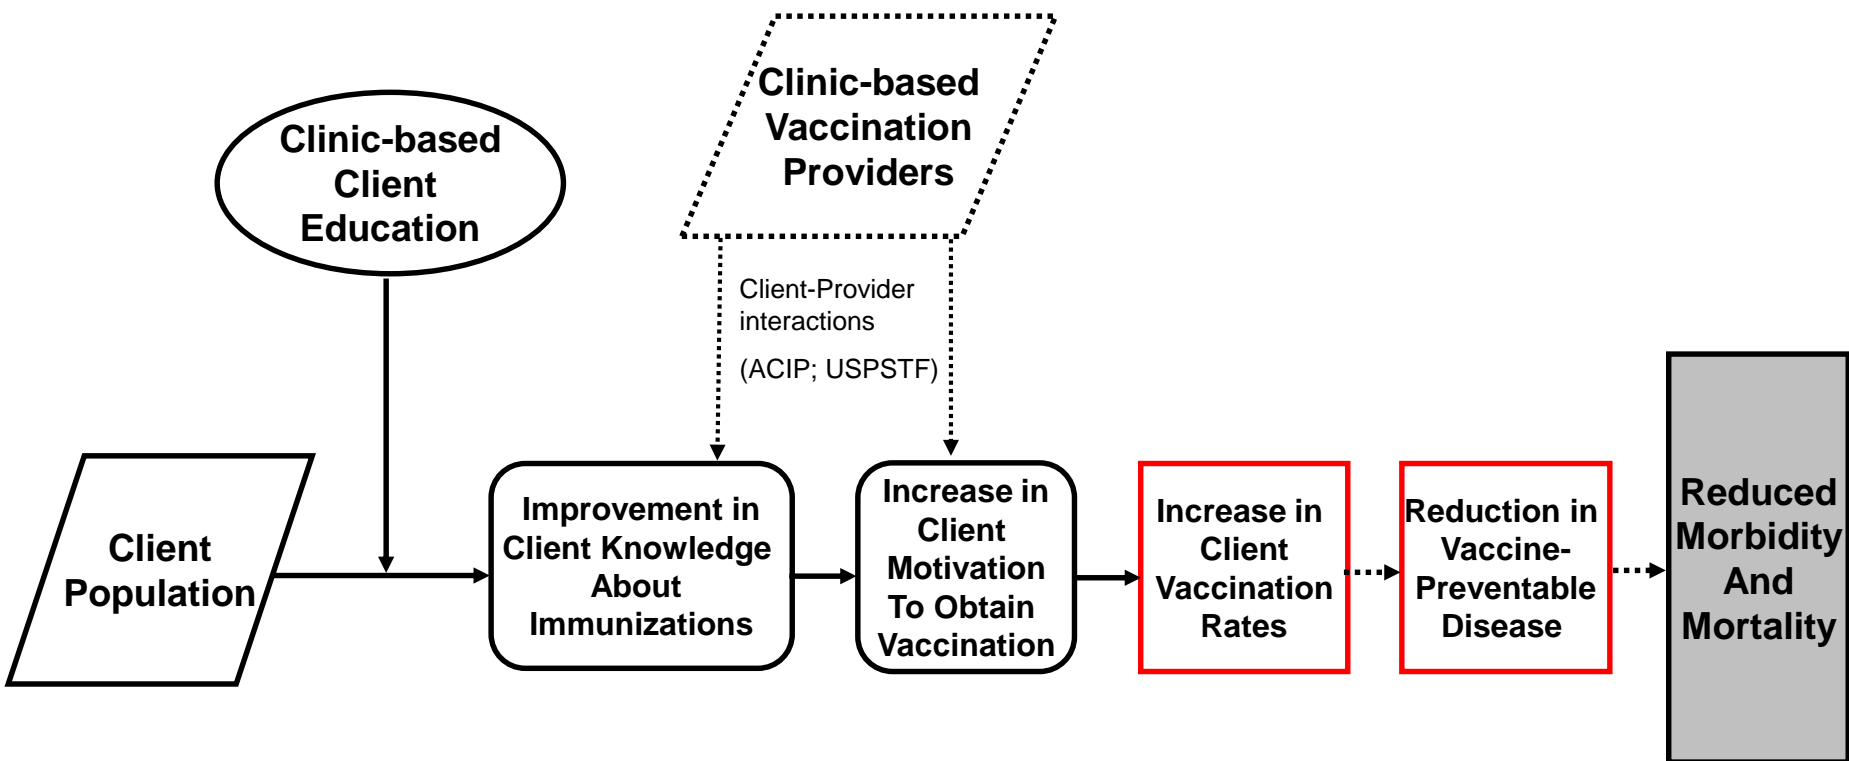 Clinic-based
Client
Education
Clinic-based
Vaccination
Providers
Client-Provider
interactions
(ACIP; USPSTF)
Client
Population
Improvement in
Client Knowledge
About
Immunizations
Increase in
Client
Motivation
To Obtain
Vaccination
Increase in
Client
Vaccination
Rates
Reduction in
Vaccine-
Preventable
Disease
Reduced
Morbidity
And
Mortality